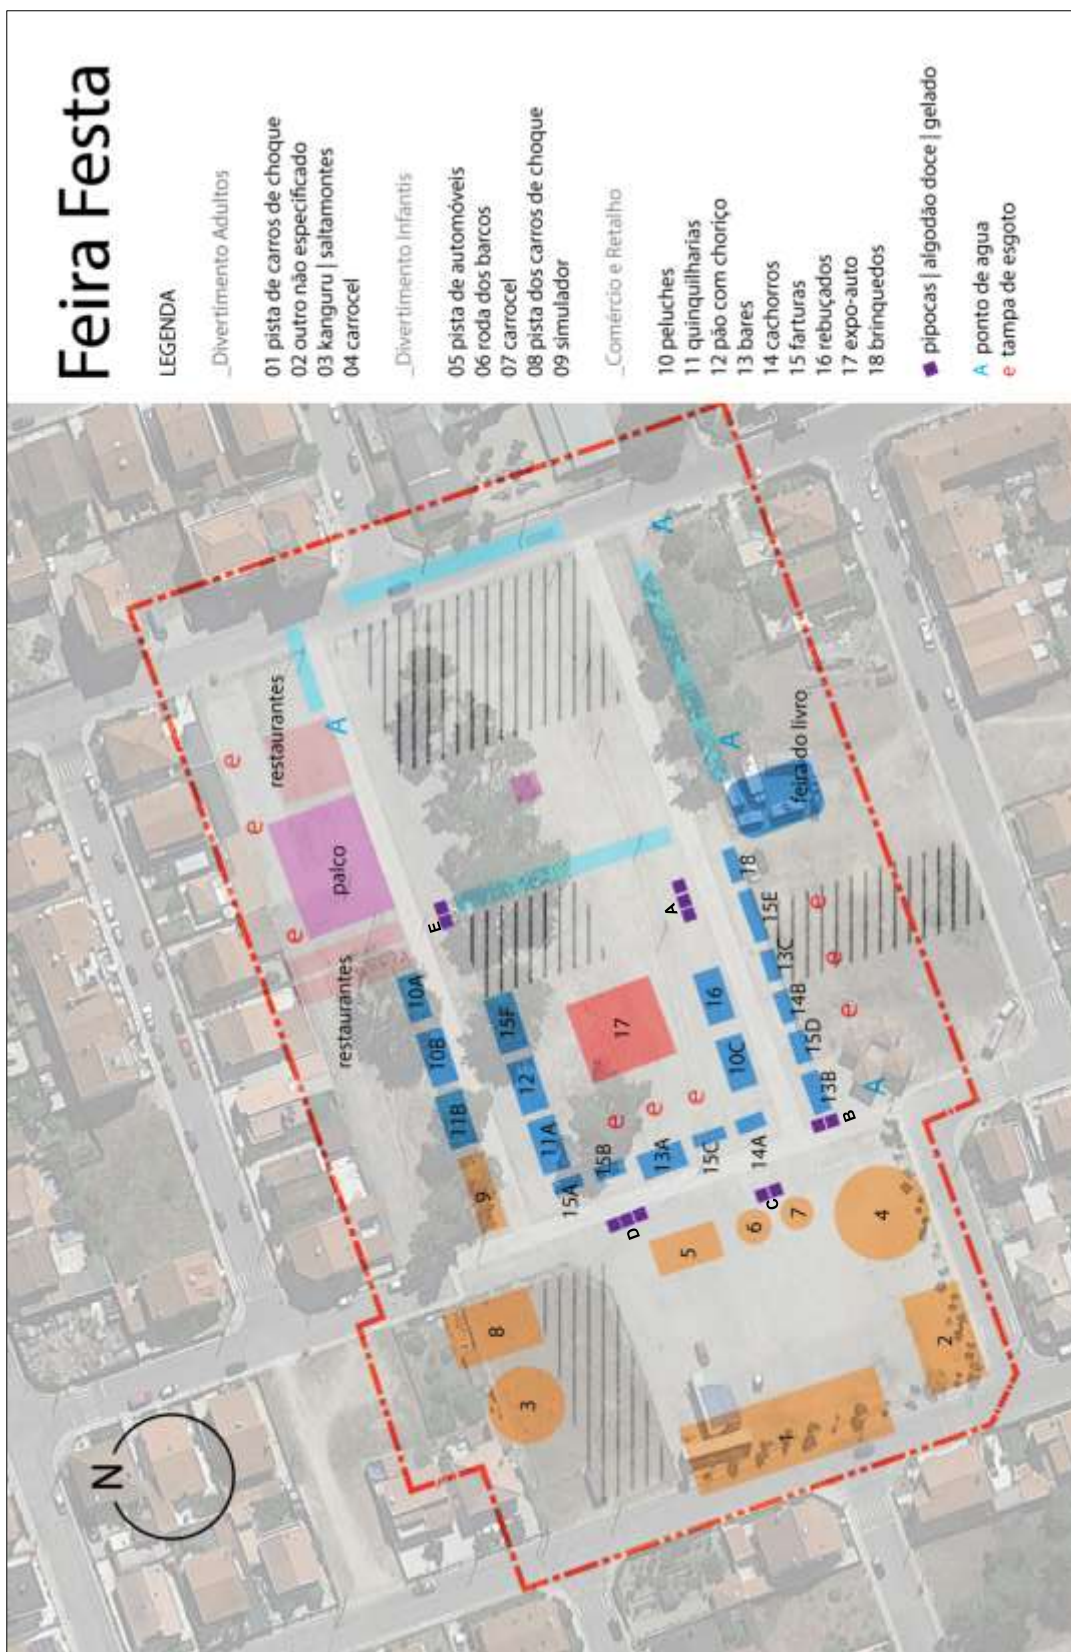 Feira Festa
LEGENDA
_Divertimento Adultos
01 pista de carros de choque
02 outro não especificado
03 kanguru | saltamontes
04 carrocel
_Divertimento Infantis
05 pista de automóveis
06 roda dos barcos
07 carrocel
08 pista dos carros de choque
09 simulador
_Comércio e Retalho
10 peluches
11 quinquilharias
12 pão com choriço
13 bares
14 cachorros
15 farturas
16 rebuçados
17 expo-auto
18 brinquedos
pipocas | algodão doce | gelado
A ponto de agua
e tampa de esgoto
N
restaurantes
palco
restaurantes
feira do livro
A
A
A
A
e
e
e
e
e
e
e
e
e
E
A
B
C
D
10A
10B
11B
9
15F
12
11A
15A
15B
13A
15C
14A
17
16
10C
18
15E
13C
14B
15D
13B
8
3
5
6
7
4
2
1